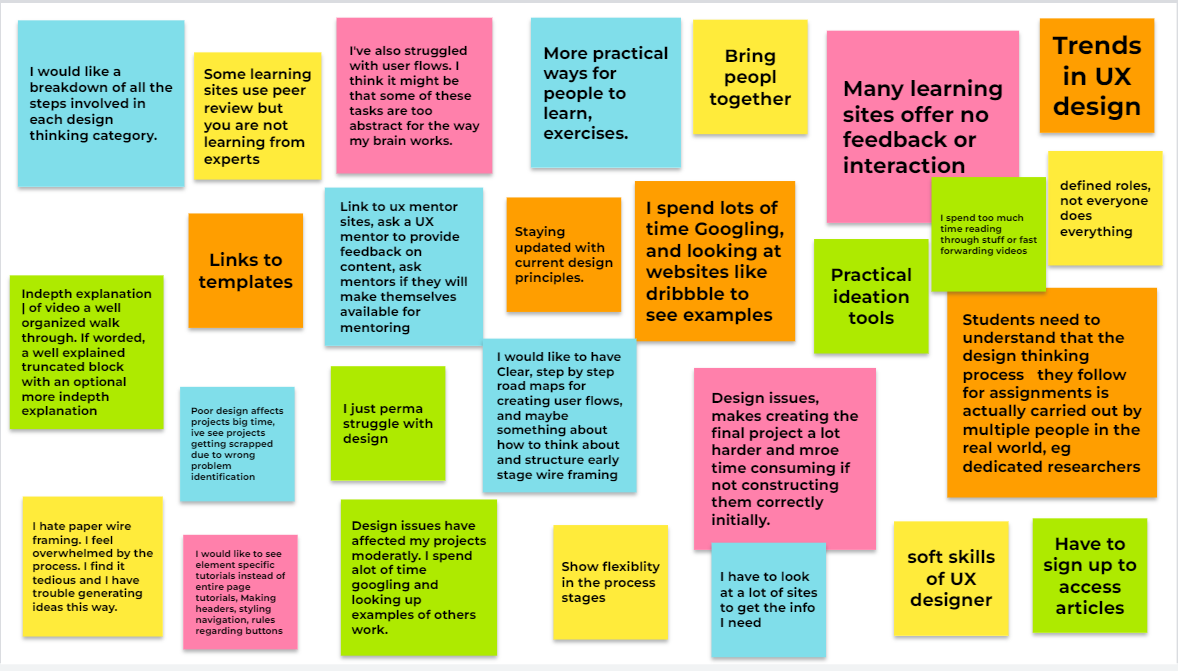 I would like a
breakdown of all the
steps involved in
each design
thinking category.
Some learning
sites use peer
review but
you are not
learning from
experts
I've also struggled
with user flows. I
think it might be
that some of these
tasks are too
abstract for the way
my brain works.
More practical
ways for
people to
learn,
exercises.
Bring
peopl
together
Many learning
sites offer no
feedback or
interaction
Trends
in UX
design
Links to
templates
Link to ux mentor
sites, ask a UX
mentor to provide
feedback on
content, ask
mentors if they will
make themselves
available for
mentoring
Staying
updated with
current design
principles.
I spend lots of
time Googling,
and looking at
websites like
dribbble to
see examples
Practical
ideation
tools
I spend too much
time reading
through stuff or fast
forwarding videos
defined roles,
not everyone
does
everything
Indepth explanation
| of video a well
organized walk
through. If worded,
a well explained
truncated block
with an optional
more indepth
explanation
Poor design affects
projects big time,
ive see projects
getting scrapped
due to wrong
problem
identification
I just perma
struggle with
design
I would like to have
Clear, step by step
road maps for
creating user flows,
and maybe
something about
how to think about
and structure early
stage wire framing
Design issues,
makes creating the
final project a lot
harder and mroe
time consuming if
not constructing
them correctly
initially.
Students need to
understand that the
design thinking
process they follow
for assignments is
actually carried out by
multiple people in the
real world, eg
dedicated researchers
I hate paper wire
framing. I feel
overwhelmed by the
process. I find it
tedious and I have
trouble generating
ideas this way.
I would like to see
element specific
tutorials instead of
entire page
tutorials, Making
headers, styling
navigation, rules
regarding buttons
Design issues have
affected my projects
moderatly. I spend
alot of time
googling and
looking up
examples of others
work.
Show flexiblity
in the process
stages
I have to look
at a lot of sites
to get the info
I need
soft skills
of UX
designer
Have to
sign up to
access
articles